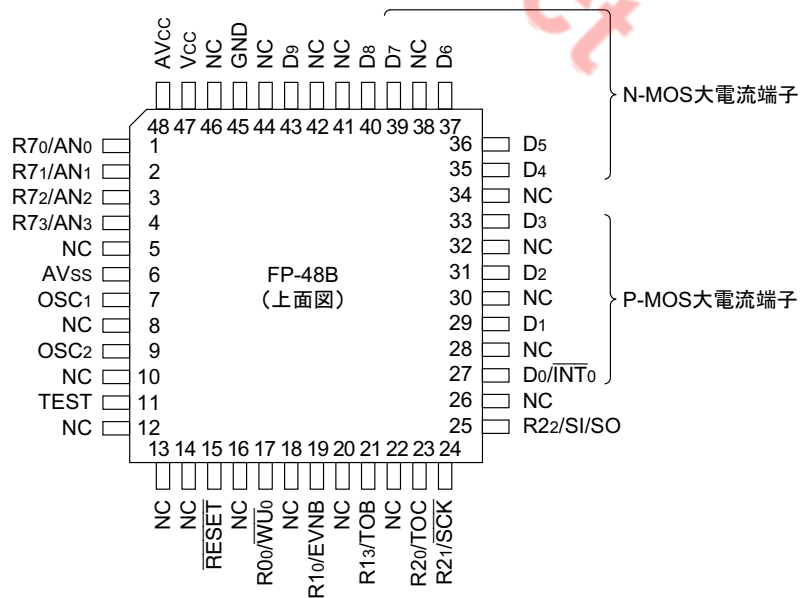 ct
AVCC
VCC
NC
GND
NC
D9
NC
NC
D8
D7
NC
D6
N-MOS大電流端子
48 47 46 45 44 43 42 41 40 39 38 37
R70/AN0 1
R71/AN1 2
R72/AN2 3
R73/AN3 4
NC 5
AVSS 6
OSC1 7
NC 8
OSC2 9
NC 10
TEST 11
NC 12
FP-48B
（上面図）
36 D5
35 D4
34 NC
33 D3
32 NC
31 D2
30 NC
29 D1
28 NC
27 D0/INT0
26 NC
25 R22/SI/SO
P-MOS大電流端子
13 14 15 16 17 18 19 20 21 22 23 24
NC
NC
RESET
NC
R00/WU0
NC
R10/EVNB
NC
R13/TOB
NC
R20/TOC
R21/SCK